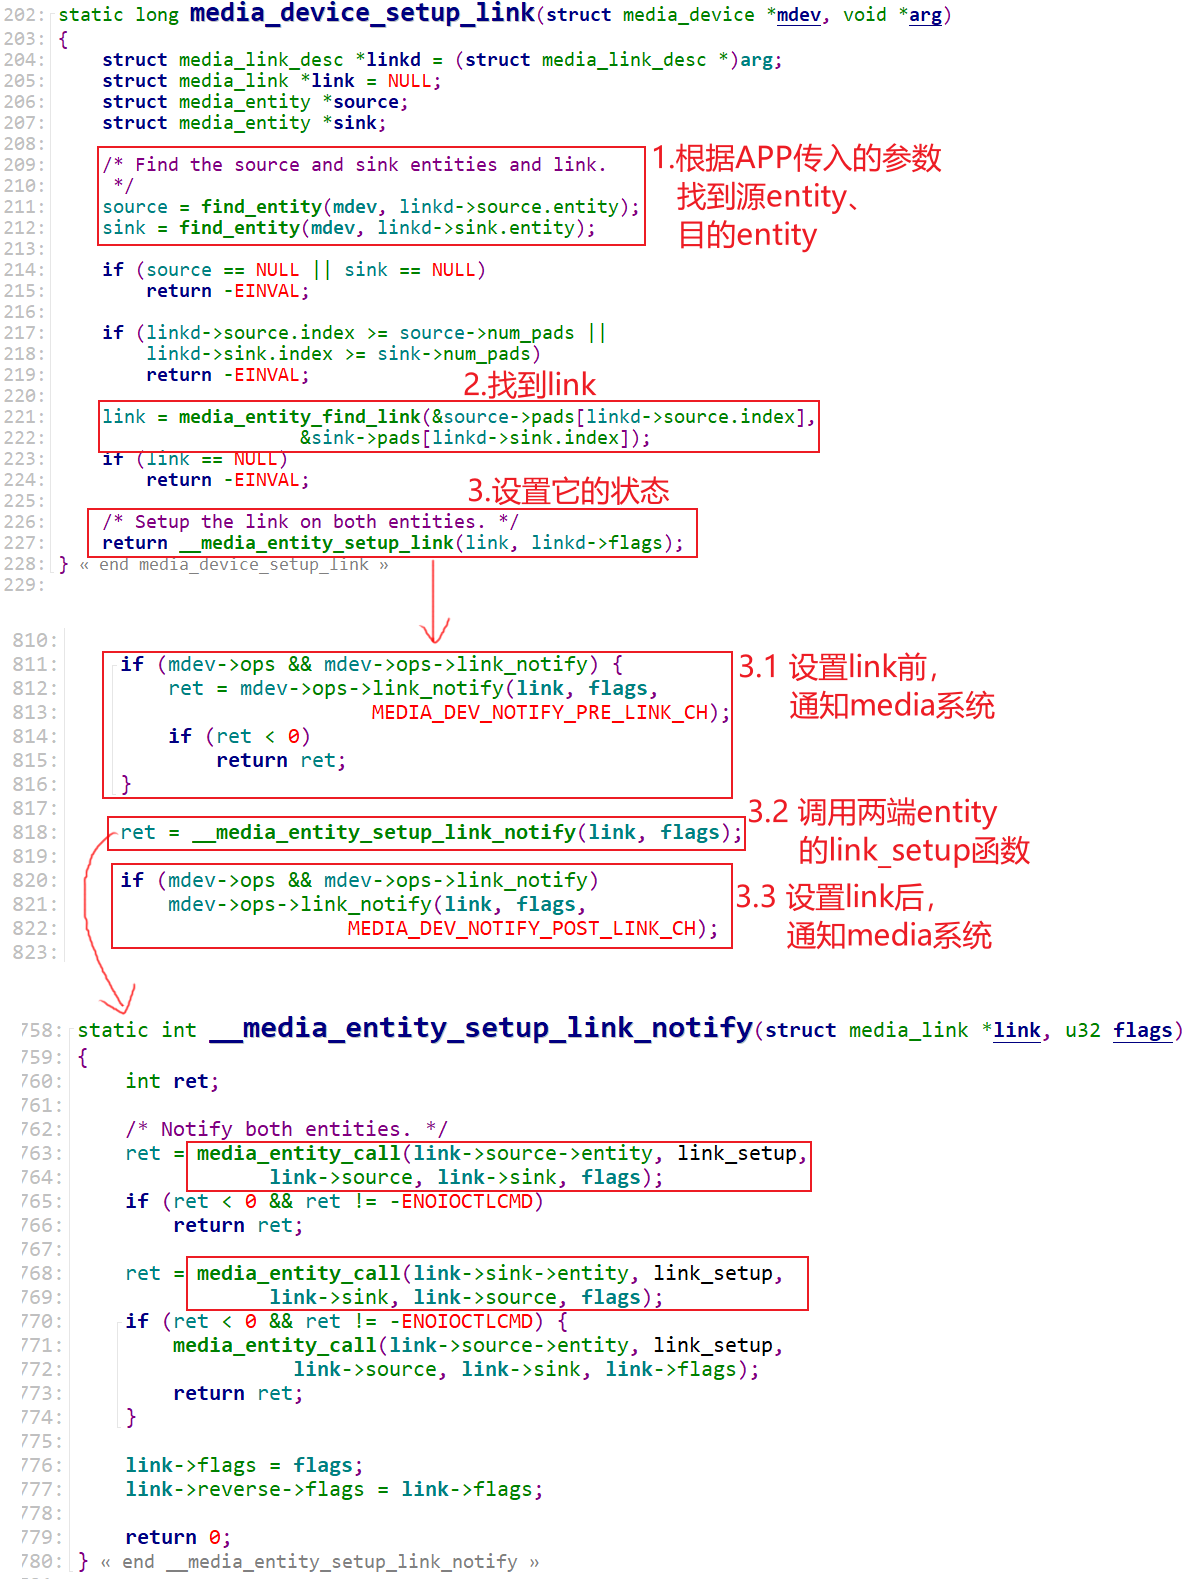 202: static long media_device_setup_link(struct media_device *mdev, void *arg)
203: {
204:     struct media_link_desc *linkd = (struct media_link_desc *)arg;
205:     struct media_link *link = NULL;
206:     struct media_entity *source;
207:     struct media_entity *sink;
208:
209:     /* Find the source and sink entities and link.
210:      */
211:     source = find_entity(mdev, linkd->source.entity);
212:     sink = find_entity(mdev, linkd->sink.entity);
1.根据APP传入的参数
找到源entity、
目的entity
213:
214:     if (source == NULL || sink == NULL)
215:         return -EINVAL;
216:
217:     if (linkd->source.index >= source->num_pads ||
218:         linkd->sink.index >= sink->num_pads)
219:         return -EINVAL;
220:
2.找到link
221:     link = media_entity_find_link(&source->pads[linkd->source.index],
222:                       &sink->pads[linkd->sink.index]);
223:     if (link == NULL)
224:         return -EINVAL;
225:
3.设置它的状态
226:     /* Setup the link on both entities. */
227:     return __media_entity_setup_link(link, linkd->flags);
228: } « end media_device_setup_link »
229:
810:
811:     if (mdev->ops && mdev->ops->link_notify) {
812:         ret = mdev->ops->link_notify(link, flags,
813:                          MEDIA_DEV_NOTIFY_PRE_LINK_CH);
814:         if (ret < 0)
815:             return ret;
816:     }
3.1 设置link前，
通知media系统
817:
818:     ret = __media_entity_setup_link_notify(link, flags);
3.2 调用两端entity
的link_setup函数
819:
820:     if (mdev->ops && mdev->ops->link_notify)
821:         mdev->ops->link_notify(link, flags,
822:                        MEDIA_DEV_NOTIFY_POST_LINK_CH);
823:
3.3 设置link后，
通知media系统
758: static int __media_entity_setup_link_notify(struct media_link *link, u32 flags)
759: {
760:     int ret;
761:
762:     /* Notify both entities. */
763:     ret = media_entity_call(link->source->entity, link_setup,
764:                 link->source, link->sink, flags);
765:     if (ret < 0 && ret != -ENOIOCTLCMD)
766:         return ret;
767:
768:     ret = media_entity_call(link->sink->entity, link_setup,
769:                 link->sink, link->source, flags);
770:     if (ret < 0 && ret != -ENOIOCTLCMD) {
771:         media_entity_call(link->source->entity, link_setup,
772:                   link->source, link->sink, link->flags);
773:         return ret;
774:     }
775:
776:     link->flags = flags;
777:     link->reverse->flags = link->flags;
778:
779:     return 0;
780: } « end __media_entity_setup_link_notify »